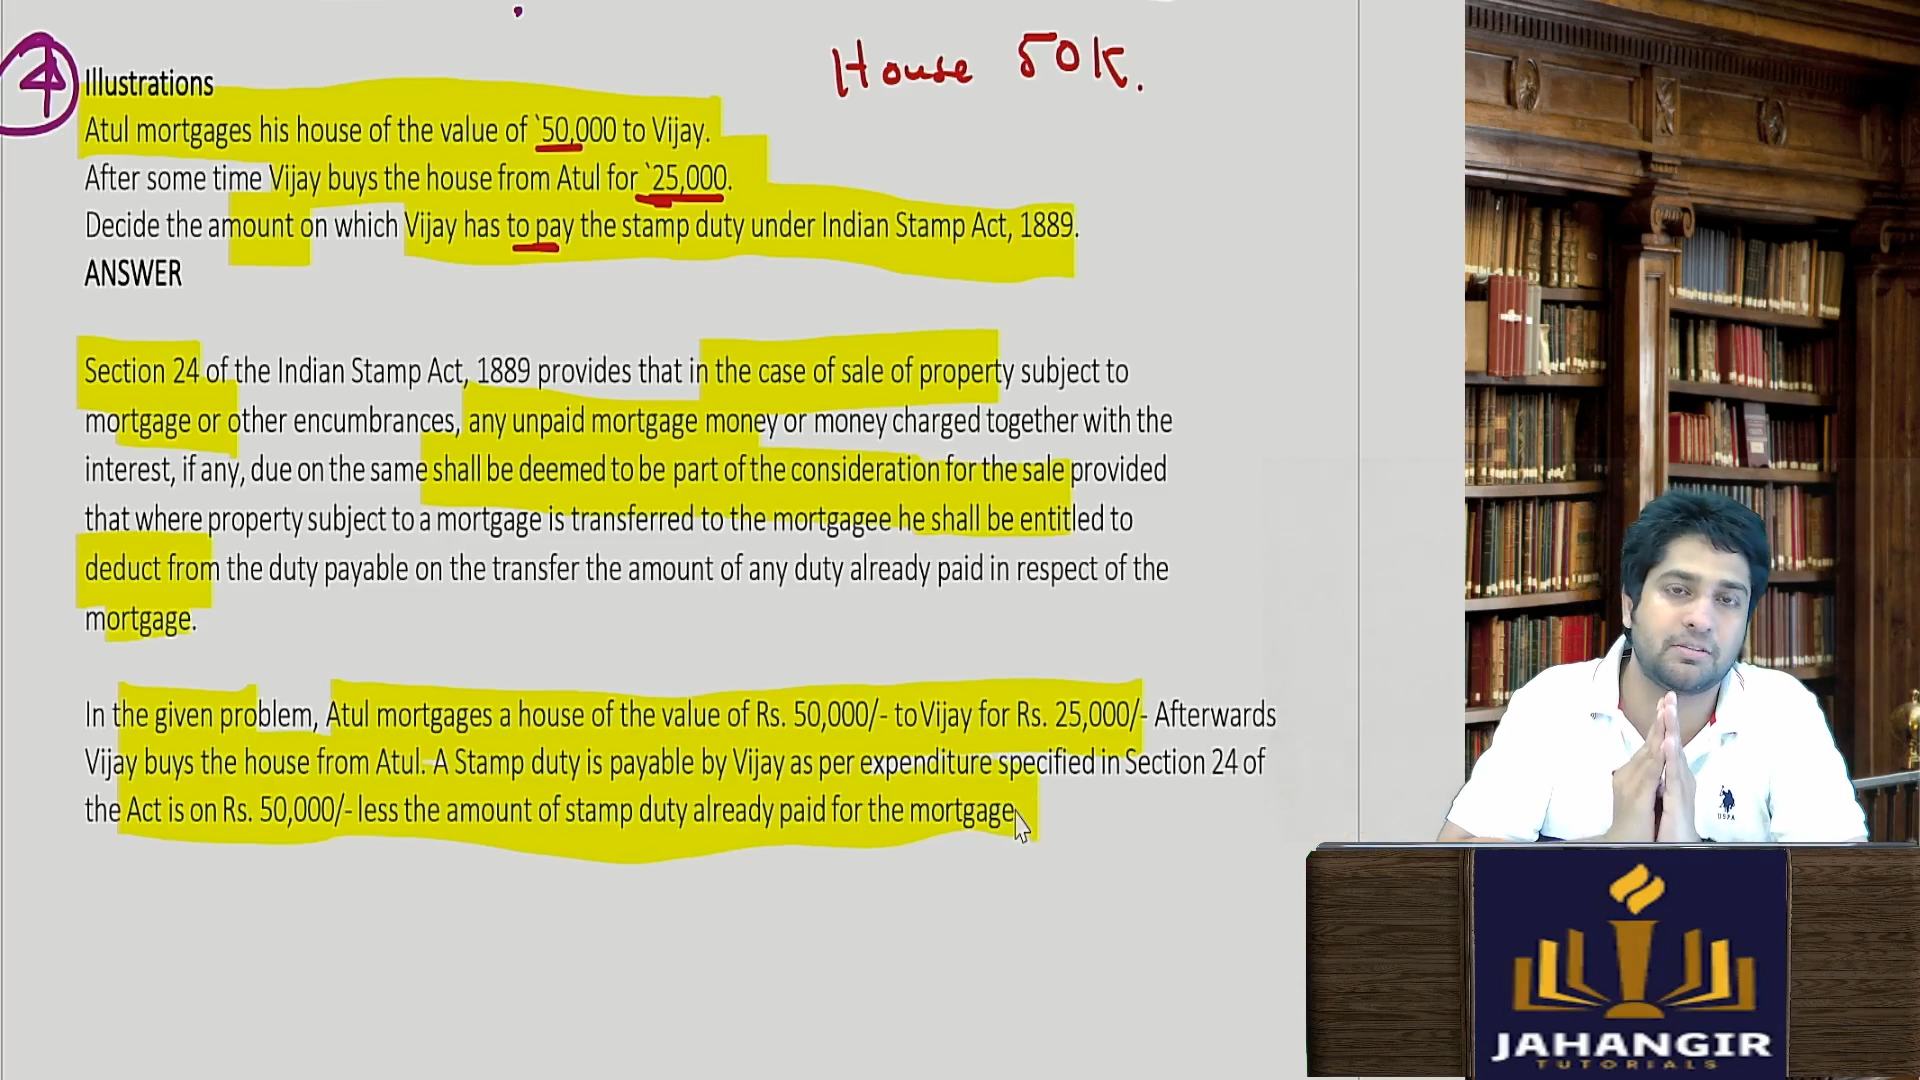 House 50K.
4
Illustrations
Atul mortgages his house of the value of `50,000 to Vijay.
After some time Vijay buys the house from Atul for `25,000.
Decide the amount on which Vijay has to pay the stamp duty under Indian Stamp Act, 1889.
ANSWER
Section 24 of the Indian Stamp Act, 1889 provides that in the case of sale of property subject to
mortgage or other encumbrances, any unpaid mortgage money or money charged together with the
interest, if any, due on the same shall be deemed to be part of the consideration for the sale provided
that where property subject to a mortgage is transferred to the mortgagee he shall be entitled to
deduct from the duty payable on the transfer the amount of any duty already paid in respect of the
mortgage.
In the given problem, Atul mortgages a house of the value of Rs. 50,000/- to Vijay for Rs. 25,000/- Afterwards
Vijay buys the house from Atul. A Stamp duty is payable by Vijay as per expenditure specified in Section 24 of
the Act is on Rs. 50,000/- less the amount of stamp duty already paid for the mortgage
USPA
JAHANGIR
TUTORIALS